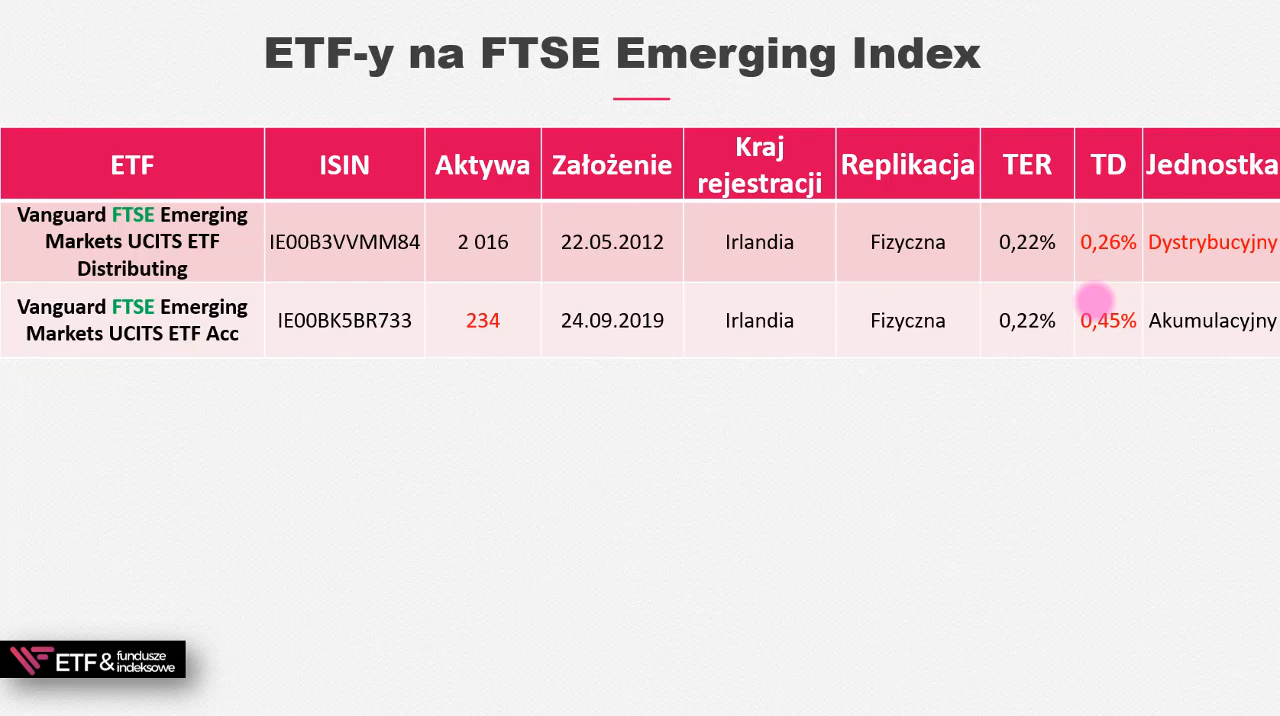 ETF-y na FTSE Emerging Index
ETF ISIN Aktywa Założenie Kraj rejestracji Replikacja TER TD Jednostka
Vanguard FTSE Emerging
Markets UCITS ETF
Distributing
IE00B3VVMM84 2 016 22.05.2012 Irlandia Fizyczna 0,22% 0,26% Dystrybucyjny
Vanguard FTSE Emerging
Markets UCITS ETF Acc
IE00BK5BR733 234 24.09.2019 Irlandia Fizyczna 0,22% 0,45% Akumulacyjny
ETF & fundusze
indeksowe